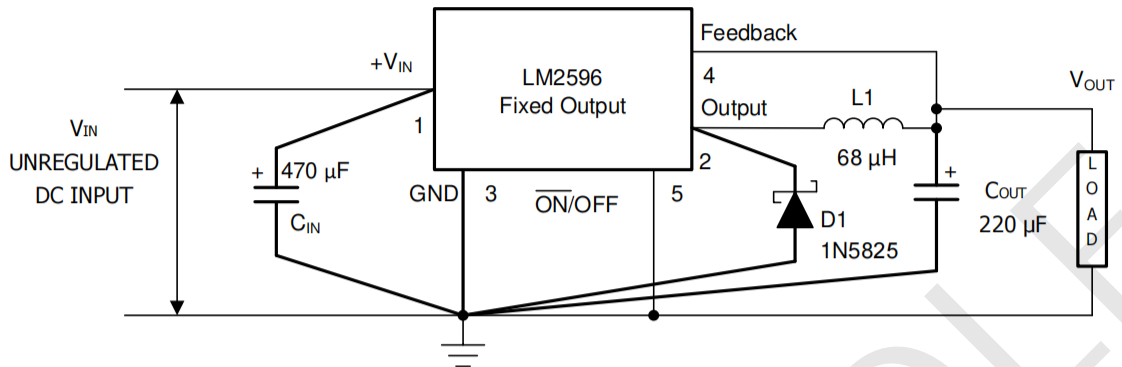 Feedback
+VIN
LM2596
Fixed Output
4
Output
L1
VOUT
1
VIN
UNREGULATED
DC INPUT
+ 470 µF
CIN
68 µH
2
GND
3
ON/OFF
5
D1
1N5825
+
COUT
220 µF
LOAD